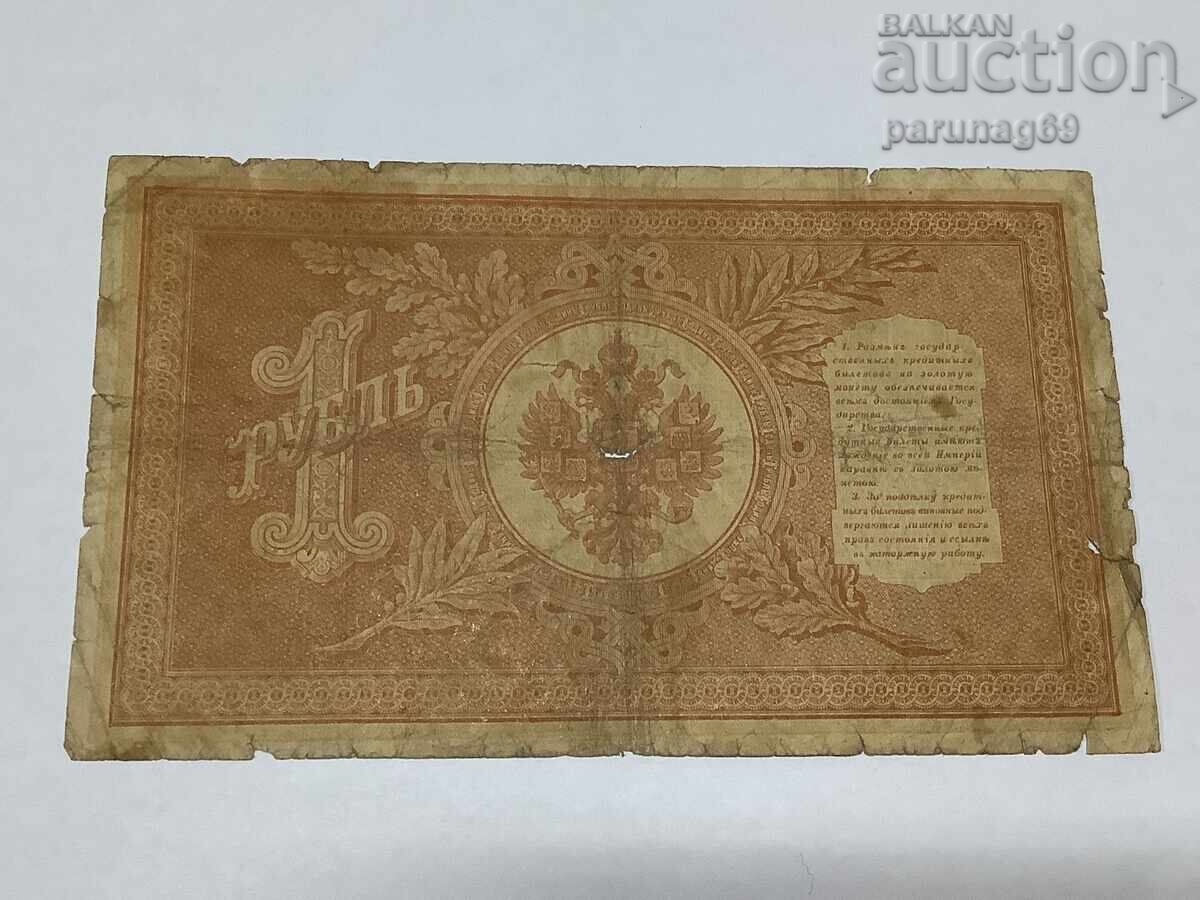 BALKAN
auction
parunag69
1
РУБЛЬ
1. Размѣнъ государ-
ственныхъ кредитныхъ
билетовъ на золотую
монету обезпечивается
всѣмъ достояніемъ Госу-
дарства.
2. Государственные кре-
дитные билеты имѣютъ
хожденіе во всей Имперіи
наравнѣ съ золотою мо-
нетою.
3. За поддѣлку кредит-
ныхъ билетовъ виновные под-
вергаются лишенію всѣхъ
правъ состоянія и ссылкѣ
въ каторжную работу.